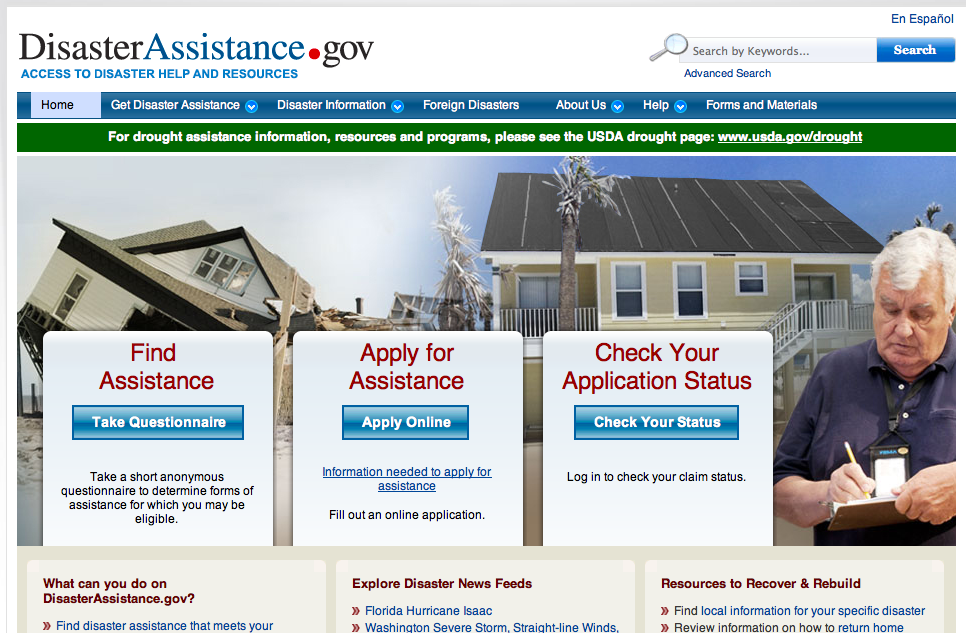 En Español
DisasterAssistance.gov
ACCESS TO DISASTER HELP AND RESOURCES
Search by Keywords...
Search
Advanced Search
Home Get Disaster Assistance Disaster Information Foreign Disasters About Us Help Forms and Materials
For drought assistance information, resources and programs, please see the USDA drought page: www.usda.gov/drought
Find
Assistance
Take Questionnaire
Take a short anonymous
questionnaire to determine forms of
assistance for which you may be
eligible.
Apply for
Assistance
Apply Online
Information needed to apply for
assistance
Fill out an online application.
Check Your
Application Status
Check Your Status
Log in to check your claim status.
FEMA
What can you do on
DisasterAssistance.gov?
» Find disaster assistance that meets your
Explore Disaster News Feeds
» Florida Hurricane Isaac
» Washington Severe Storm, Straight-line Winds,
Resources to Recover & Rebuild
» Find local information for your specific disaster
» Review information on how to return home